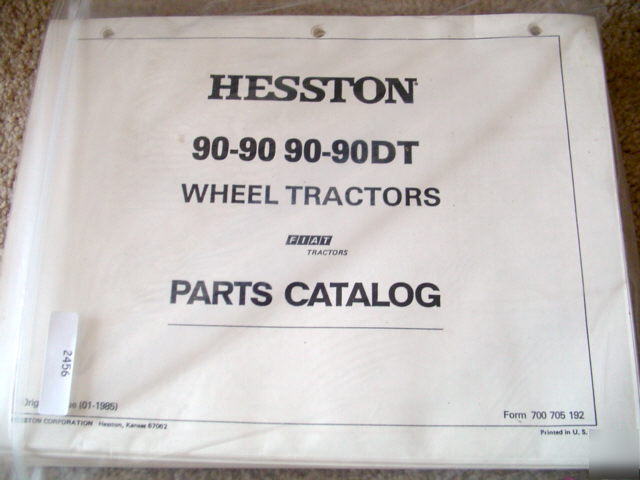 HESSTON
90-90 90-90DT
WHEEL TRACTORS
FIAT
TRACTORS
PARTS CATALOG
2456
(01-1985)
Form 700 705 192
CORPORATION Hesston, Kansas 67062
Printed in U. S.